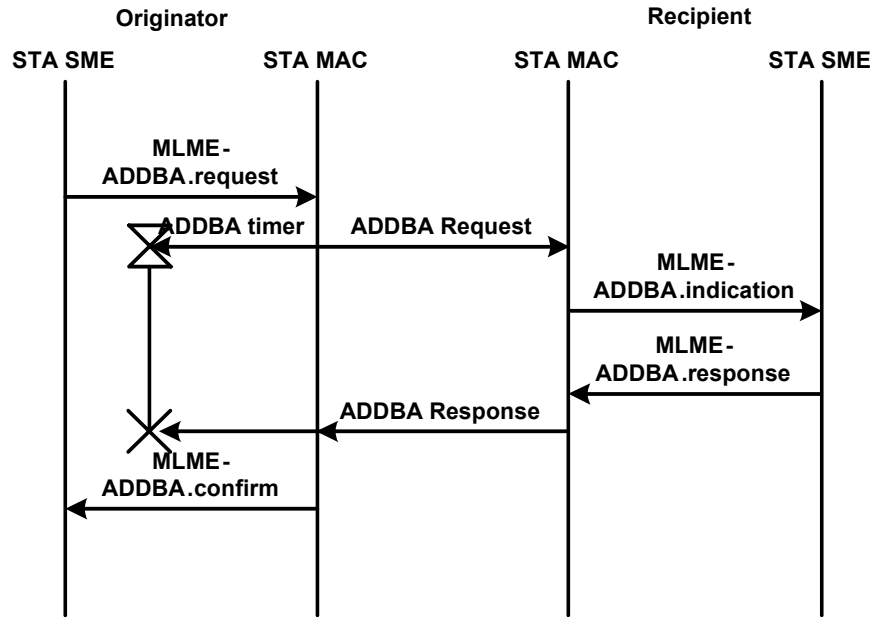 Originator
Recipient
STA SME
STA MAC
STA MAC
STA SME
MLME-
ADDBA.request
ADDBA timer
ADDBA Request
MLME-
ADDBA.indication
MLME-
ADDBA.response
ADDBA Response
MLME-
ADDBA.confirm